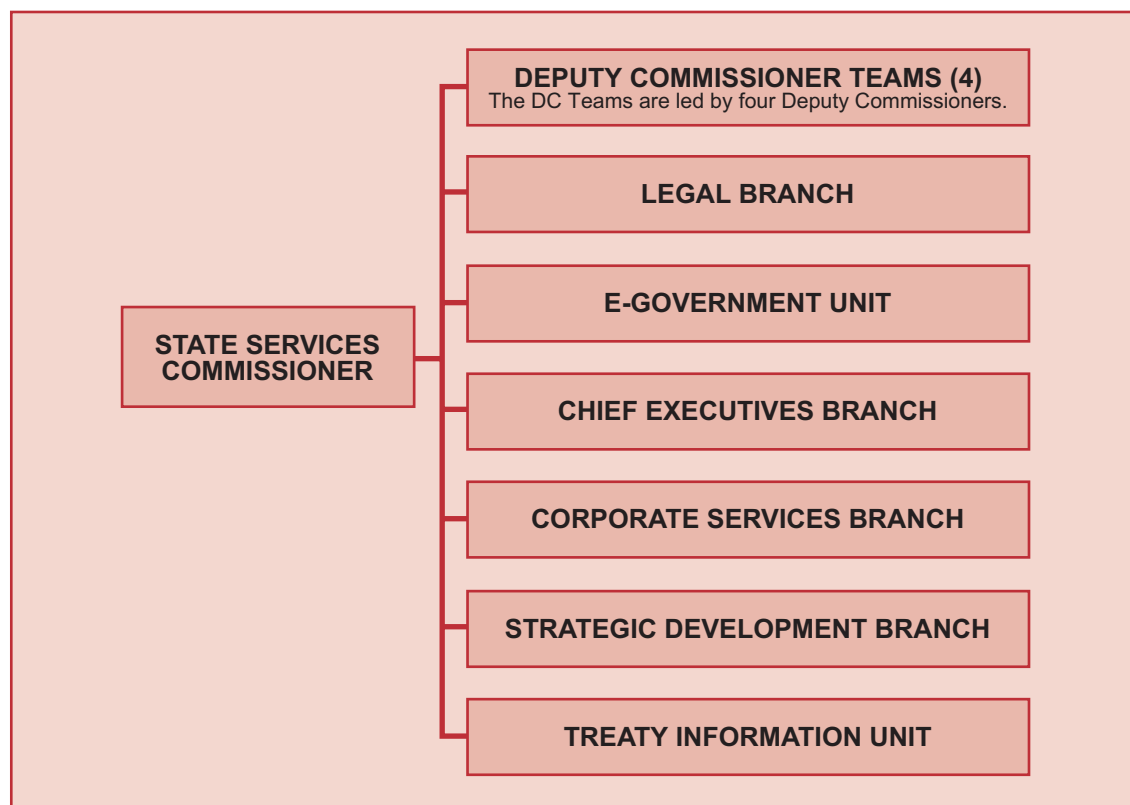 DEPUTY COMMISSIONER TEAMS (4)
The DC Teams are led by four Deputy Commissioners.
LEGAL BRANCH
E-GOVERNMENT UNIT
STATE SERVICES
COMMISSIONER
CHIEF EXECUTIVES BRANCH
CORPORATE SERVICES BRANCH
STRATEGIC DEVELOPMENT BRANCH
TREATY INFORMATION UNIT